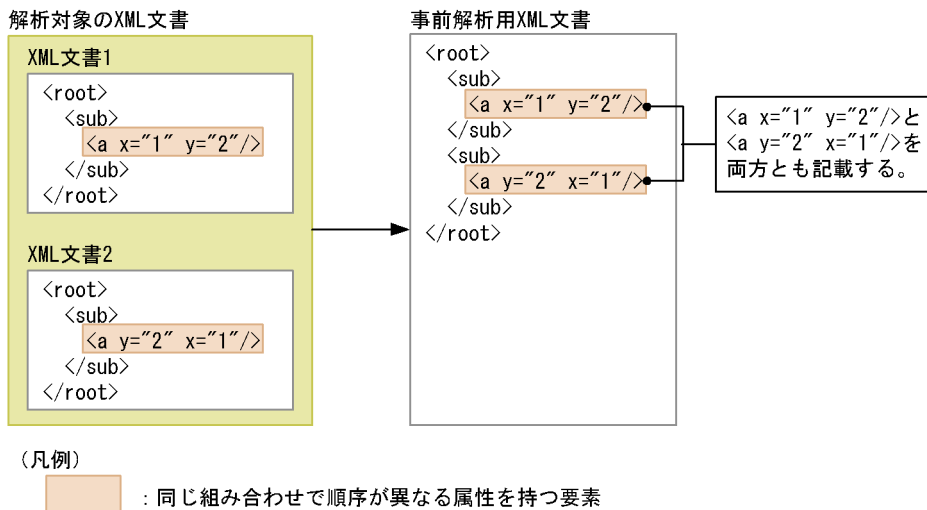 解析対象のXML文書
XML文書1
<root>
<sub>
<a x="1" y="2"/>
</sub>
</root>
XML文書2
<root>
<sub>
<a y="2" x="1"/>
</sub>
</root>
事前解析用XML文書
<root>
<sub>
<a x="1" y="2"/>
</sub>
<sub>
<a y="2" x="1"/>
</sub>
</root>
<a x="1" y="2"/>と
<a y="2" x="1"/>を
両方とも記載する。
(凡例)
:同じ組み合わせで順序が異なる属性を持つ要素